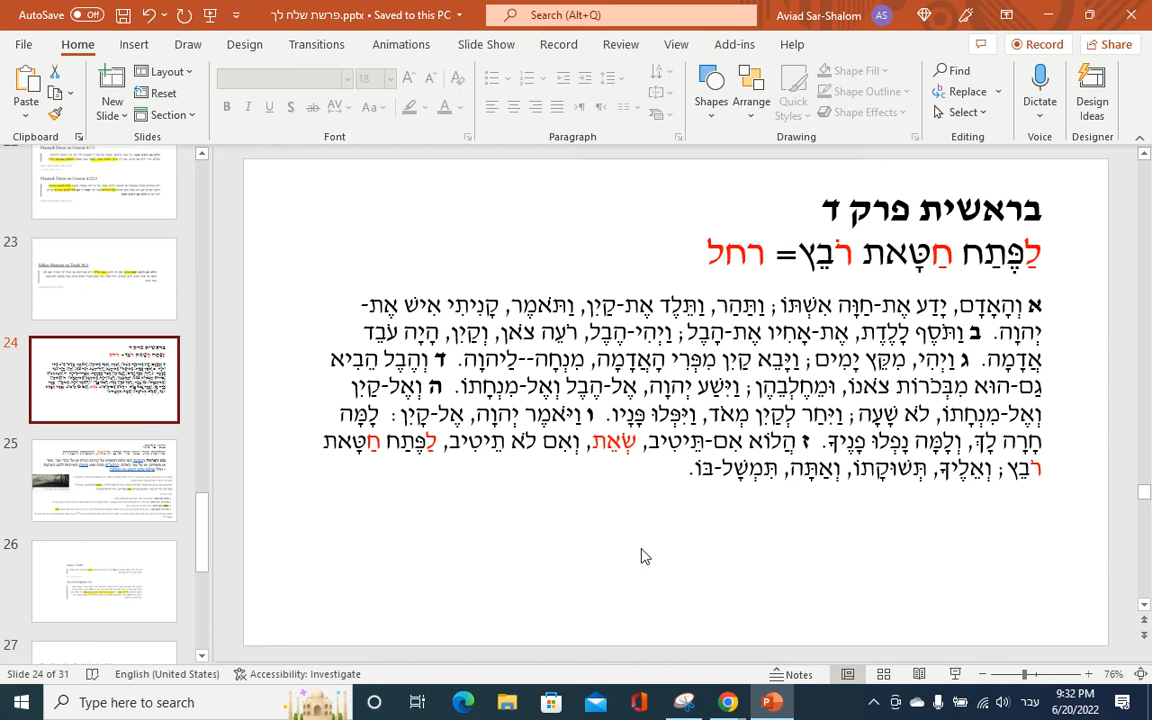 AutoSave Off פרשת שלח לך.pptx • Saved to this PC Search (Alt+Q) Aviad Sar-Shalom AS
File Home Insert Draw Design Transitions Animations Slide Show Record Review View Add-ins Help Record Share
Paste New Slide Layout Reset Section 18 Shapes Arrange Quick Styles Shape Fill Shape Outline Shape Effects Find Replace Select Dictate Design Ideas
Clipboard Slides Font Paragraph Drawing Editing Voice Designer
23
24
25
26
27
בראשית פרק ד
לַפֶּתַח חַטָּאת רֹבֵץ= רחל
א וְהָאָדָם, יָדַע אֶת-חַוָּה אִשְׁתּוֹ; וַתַּהַר, וַתֵּלֶד אֶת-קַיִן, וַתֹּאמֶר, קָנִיתִי אִישׁ אֶת-
יְהוָה. ב וַתֹּסֶף לָלֶדֶת, אֶת-אָחִיו אֶת-הָבֶל; וַיְהִי-הֶבֶל, רֹעֵה צֹאן, וְקַיִן, הָיָה עֹבֵד
אֲדָמָה. ג וַיְהִי, מִקֵּץ יָמִים; וַיָּבֵא קַיִן מִפְּרִי הָאֲדָמָה, מִנְחָה--לַיהוָה. ד וְהֶבֶל הֵבִיא
גַם-הוּא מִבְּכֹרוֹת צֹאנוֹ, וּמֵחֶלְבֵהֶן; וַיִּשַׁע יְהוָה, אֶל-הֶבֶל וְאֶל-מִנְחָתוֹ. ה וְאֶל-קַיִן
וְאֶל-מִנְחָתוֹ, לֹא שָׁעָה; וַיִּחַר לְקַיִן מְאֹד, וַיִּפְּלוּ פָּנָיו. ו וַיֹּאמֶר יְהוָה, אֶל-קָיִן: לָמָּה
חָרָה לָךְ, וְלָמָּה נָפְלוּ פָנֶיךָ. ז הֲלוֹא אִם-תֵּיטִיב, שְׂאֵת, וְאִם לֹא תֵיטִיב, לַפֶּתַח חַטָּאת
רֹבֵץ; וְאֵלֶיךָ, תְּשׁוּקָתוֹ, וְאַתָּה, תִּמְשָׁל-בּוֹ.
Slide 24 of 31 English (United States) Accessibility: Investigate Notes 76%
Type here to search עבר 9:32 PM
6/20/2022